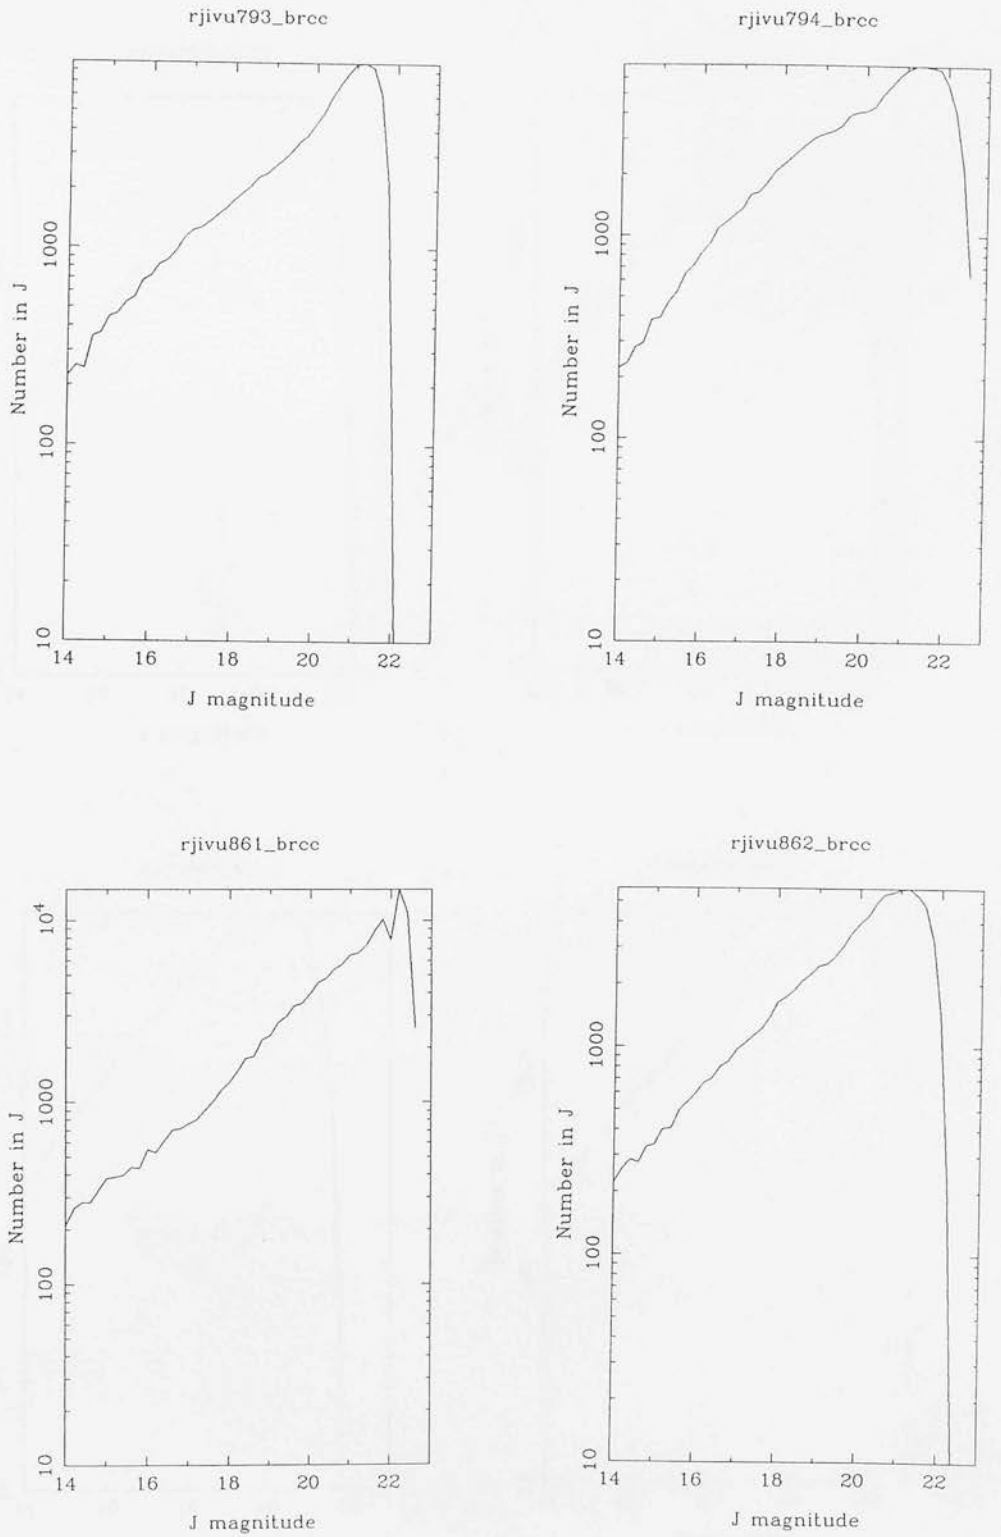 rjivu793_brcc
1000
100
10
Number in J
14 16 18 20 22
J magnitude
rjivu794_brcc
1000
100
10
Number in J
14 16 18 20 22
J magnitude
rjivu861_brcc
10⁴
1000
100
10
Number in J
14 16 18 20 22
J magnitude
rjivu862_brcc
1000
100
10
Number in J
14 16 18 20 22
J magnitude